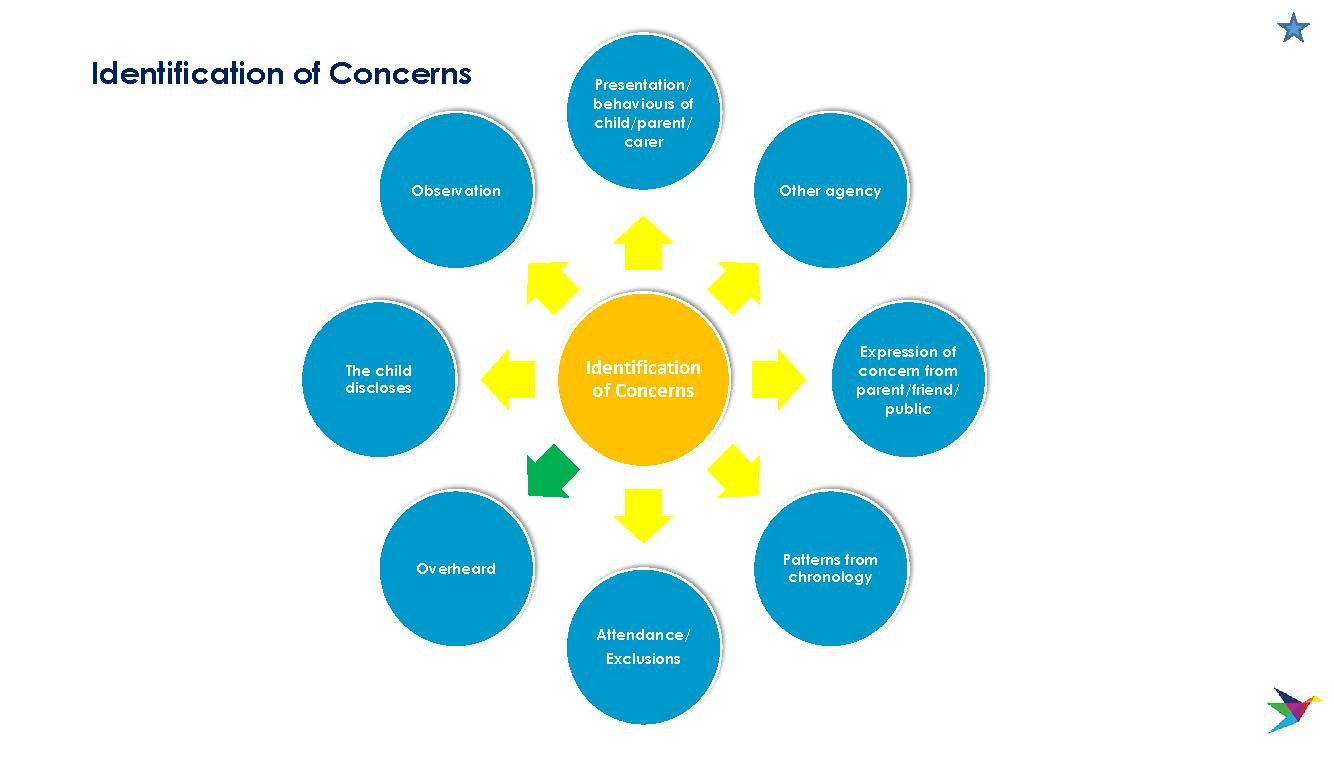 Identification of Concerns
Presentation/
behaviours of
child/parent/
carer
Observation
Other agency
The child
discloses
Identification
of Concerns
Expression of
concern from
parent/friend/
public
Overheard
Patterns from
chronology
Attendance/
Exclusions